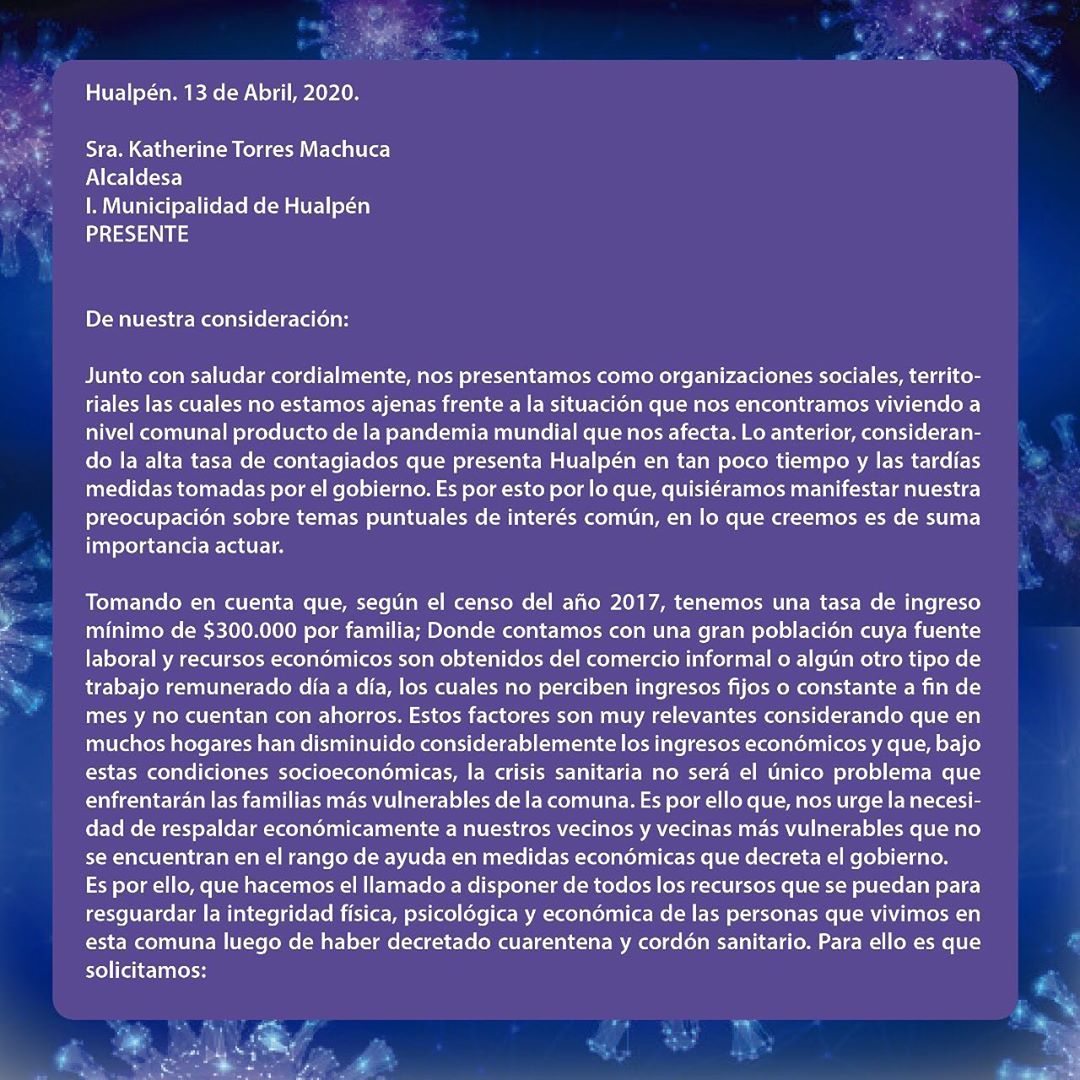 Hualpén. 13 de Abril, 2020.
Sra. Katherine Torres Machuca
Alcaldesa
I. Municipalidad de Hualpén
PRESENTE
De nuestra consideración:
Junto con saludar cordialmente, nos presentamos como organizaciones sociales, territo-
riales las cuales no estamos ajenas frente a la situación que nos encontramos viviendo a
nivel comunal producto de la pandemia mundial que nos afecta. Lo anterior, consideran-
do la alta tasa de contagiados que presenta Hualpén en tan poco tiempo y las tardías
medidas tomadas por el gobierno. Es por esto por lo que, quisiéramos manifestar nuestra
preocupación sobre temas puntuales de interés común, en lo que creemos es de suma
importancia actuar.
Tomando en cuenta que, según el censo del año 2017, tenemos una tasa de ingreso
mínimo de $300.000 por familia; Donde contamos con una gran población cuya fuente
laboral y recursos económicos son obtenidos del comercio informal o algún otro tipo de
trabajo remunerado día a día, los cuales no perciben ingresos fijos o constante a fin de
mes y no cuentan con ahorros. Estos factores son muy relevantes considerando que en
muchos hogares han disminuido considerablemente los ingresos económicos y que, bajo
estas condiciones socioeconómicas, la crisis sanitaria no será el único problema que
enfrentarán las familias más vulnerables de la comuna. Es por ello que, nos urge la necesi-
dad de respaldar económicamente a nuestros vecinos y vecinas más vulnerables que no
se encuentran en el rango de ayuda en medidas económicas que decreta el gobierno.
Es por ello, que hacemos el llamado a disponer de todos los recursos que se puedan para
resguardar la integridad física, psicológica y económica de las personas que vivimos en
esta comuna luego de haber decretado cuarentena y cordón sanitario. Para ello es que
solicitamos: